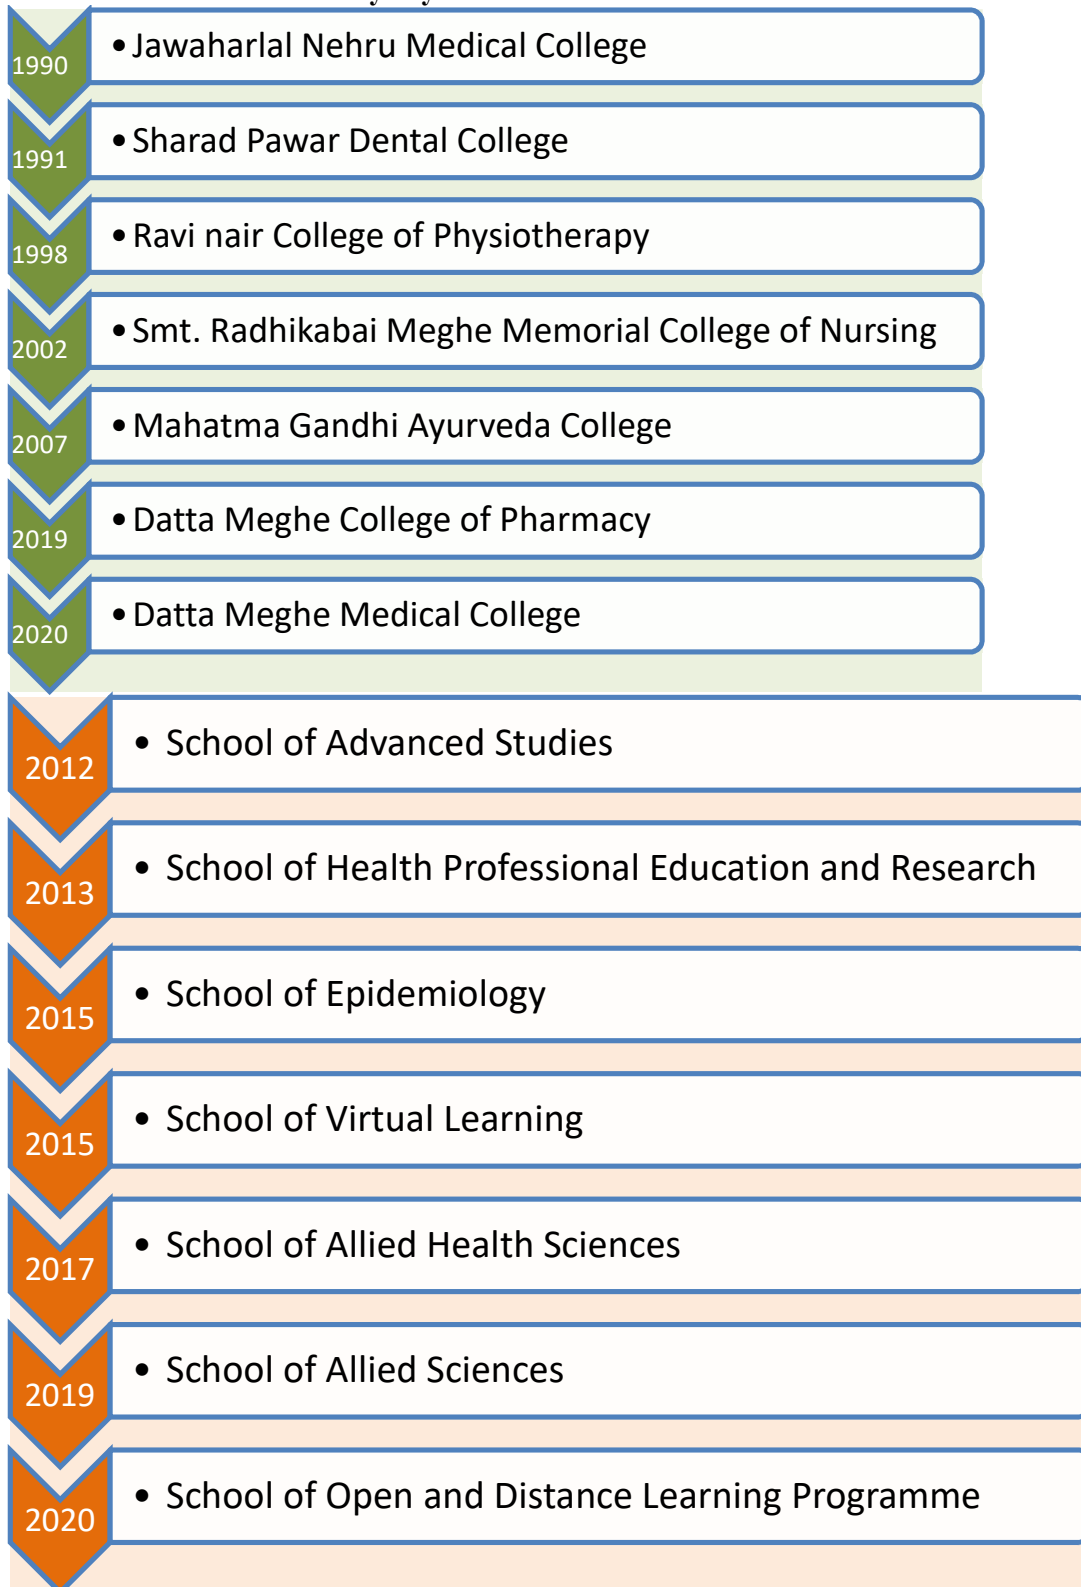 1990
•Jawaharlal Nehru Medical College
1991
•Sharad Pawar Dental College
1998
•Ravi nair College of Physiotherapy
2002
•Smt. Radhikabai Meghe Memorial College of Nursing
2007
•Mahatma Gandhi Ayurveda College
2019
•Datta Meghe College of Pharmacy
2020
•Datta Meghe Medical College
2012
• School of Advanced Studies
2013
• School of Health Professional Education and Research
2015
• School of Epidemiology
2015
• School of Virtual Learning
2017
• School of Allied Health Sciences
2019
• School of Allied Sciences
2020
• School of Open and Distance Learning Programme